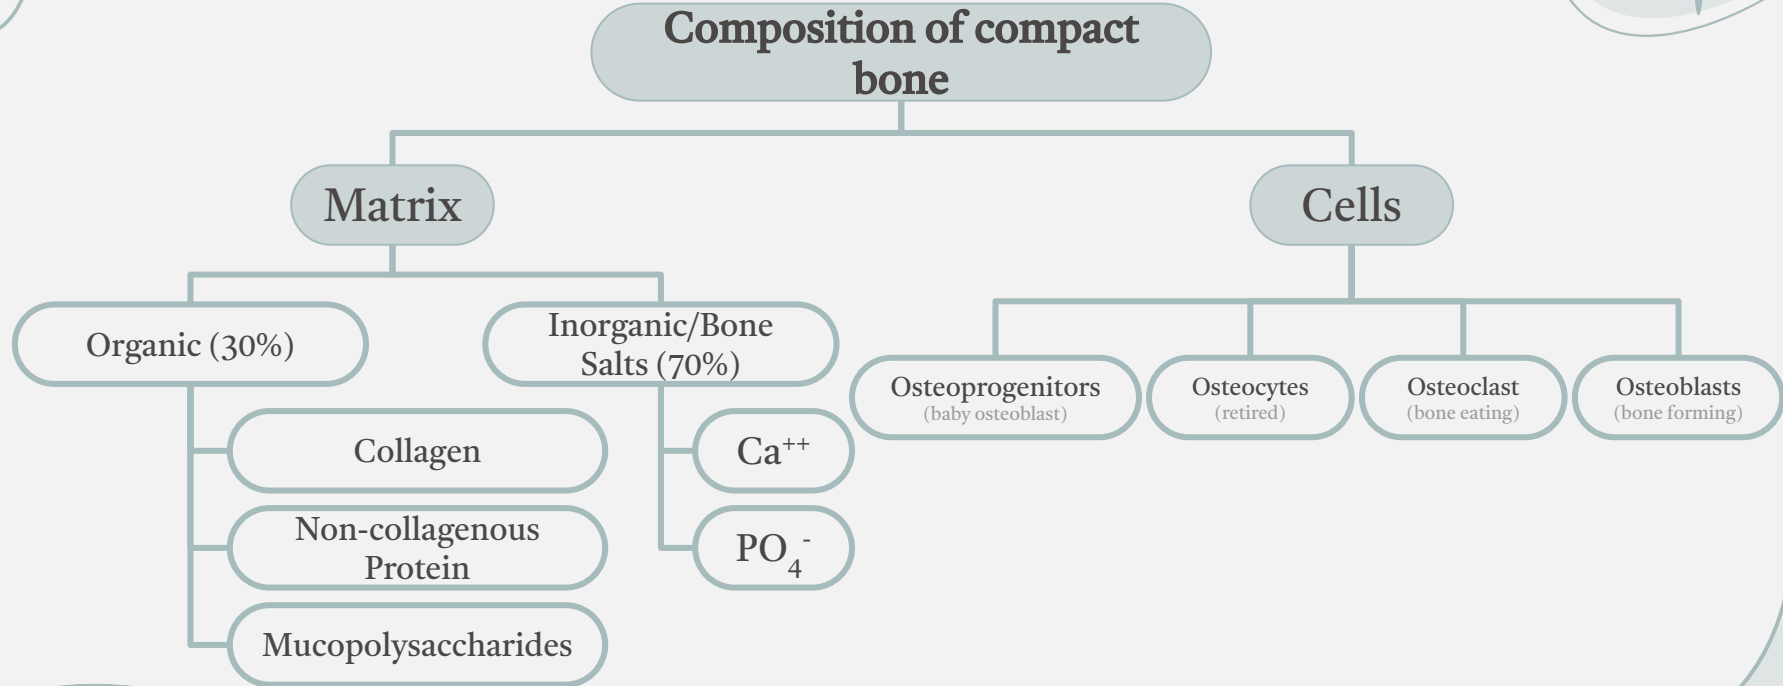 Composition of compact
bone
Matrix
Cells
Organic (30%)
Inorganic/Bone
Salts (70%)
Collagen
Non-collagenous
Protein
Mucopolysaccharides
Ca⁺⁺
PO₄⁻
Osteoprogenitors
(baby osteoblast)
Osteocytes
(retired)
Osteoclast
(bone eating)
Osteoblasts
(bone forming)